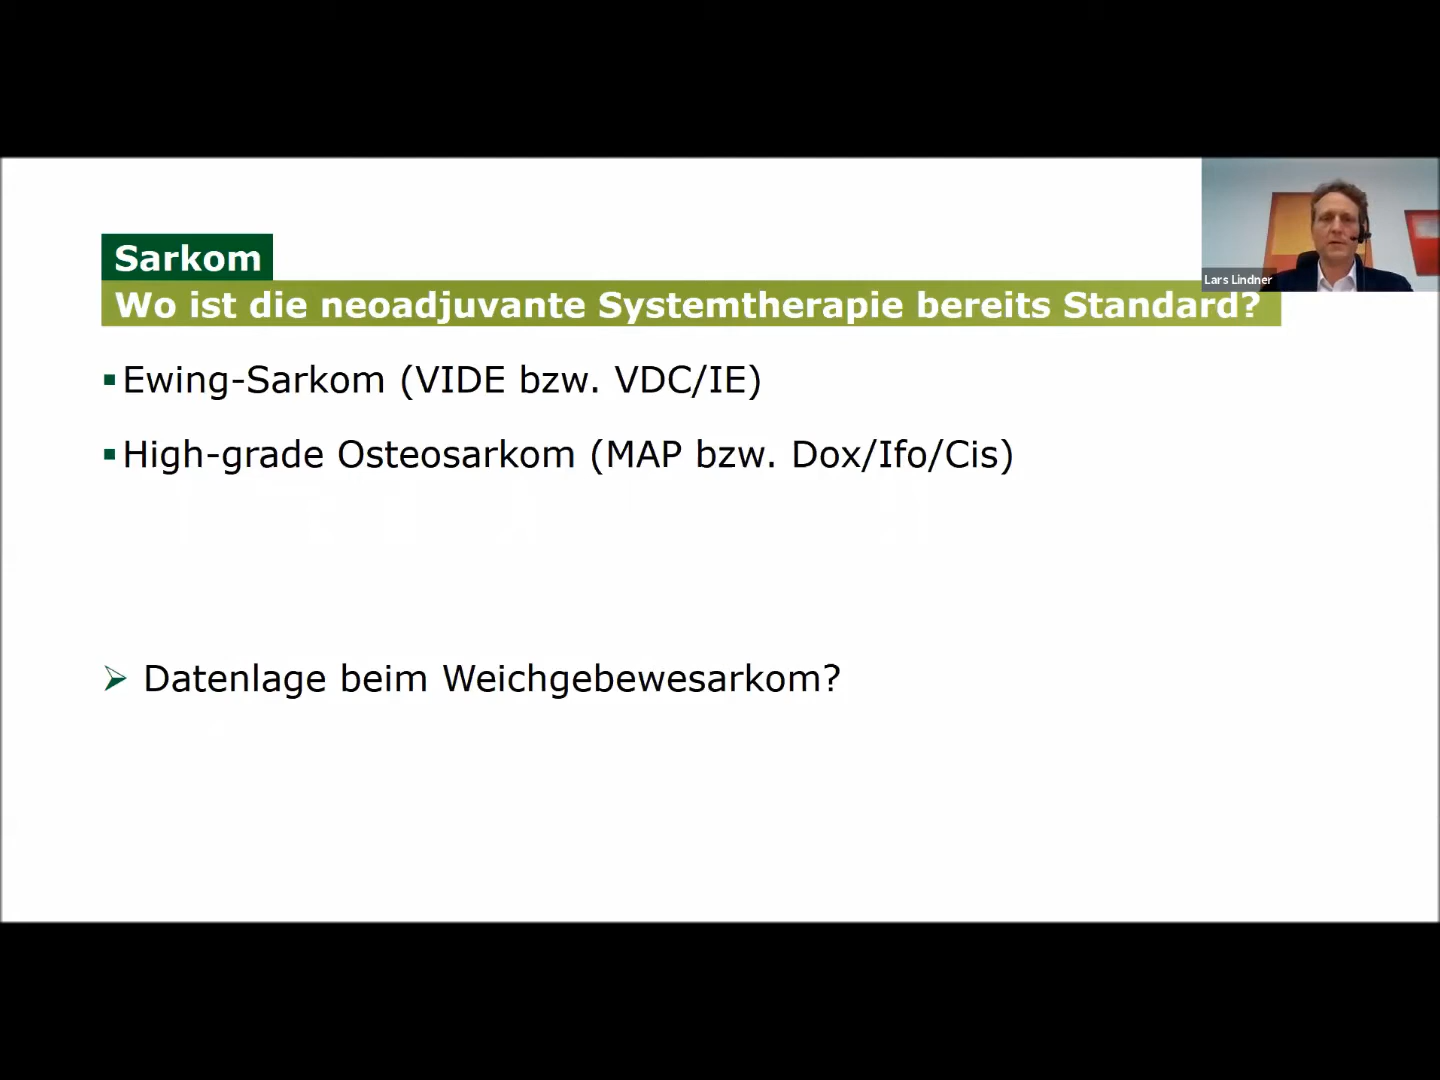 Sarkom
Lars Lindner
Wo ist die neoadjuvante Systemtherapie bereits Standard?
▪Ewing-Sarkom (VIDE bzw. VDC/IE)
▪High-grade Osteosarkom (MAP bzw. Dox/Ifo/Cis)
➢ Datenlage beim Weichgebewesarkom?